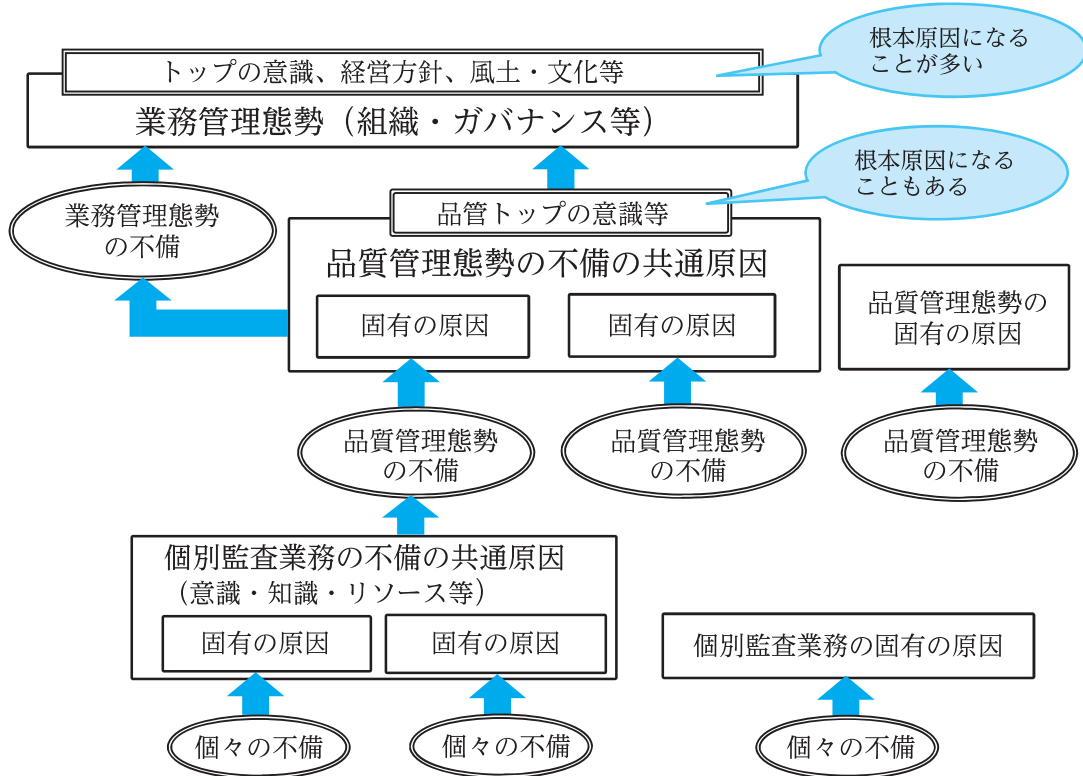 根本原因になる
ことが多い
トップの意識、経営方針、風土・文化等
業務管理態勢（組織・ガバナンス等）
根本原因になる
こともある
業務管理態勢
の不備
品管トップの意識等
品質管理態勢の不備の共通原因
固有の原因
固有の原因
品質管理態勢の
固有の原因
品質管理態勢
の不備
品質管理態勢
の不備
品質管理態勢
の不備
個別監査業務の不備の共通原因
（意識・知識・リソース等）
固有の原因
固有の原因
個別監査業務の固有の原因
個々の不備
個々の不備
個々の不備